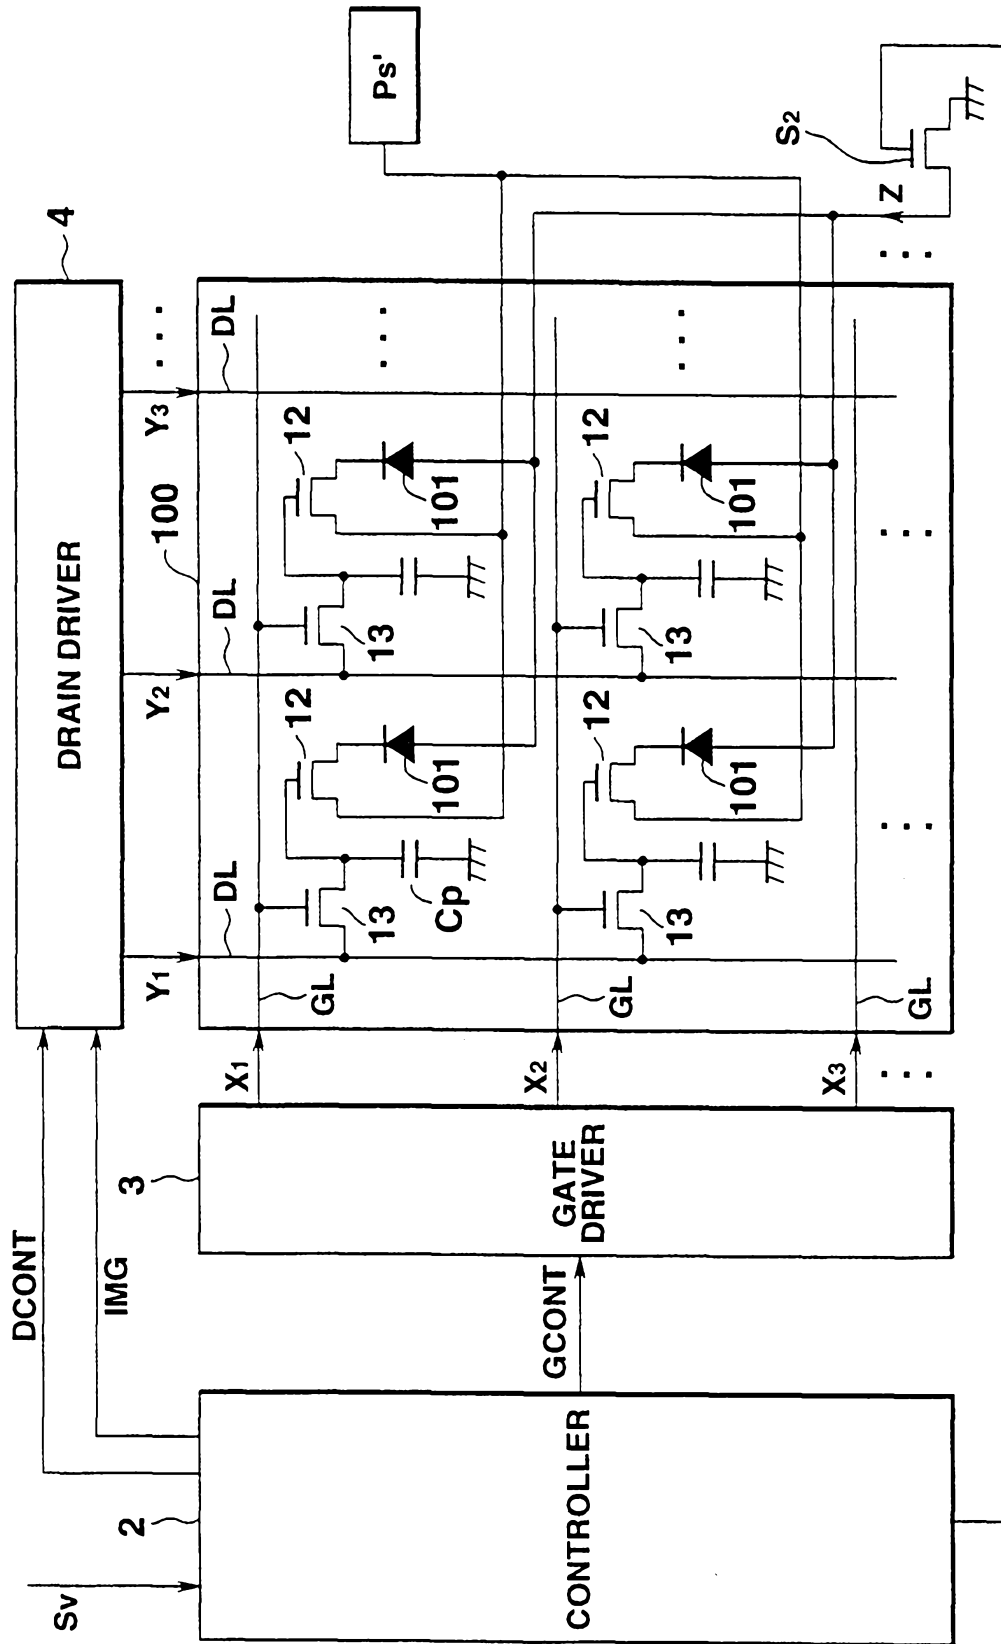 Sv
2
CONTROLLER
DCONT
IMG
GCONT
3
GATE
DRIVER
X1
X2
X3
...
DRAIN DRIVER
4
Y1
Y2
Y3
...
100
DL
DL
DL
GL
GL
GL
13
12
101
Cp
13
12
101
...
13
12
101
13
12
101
...
...
...
...
Ps'
Z
S2